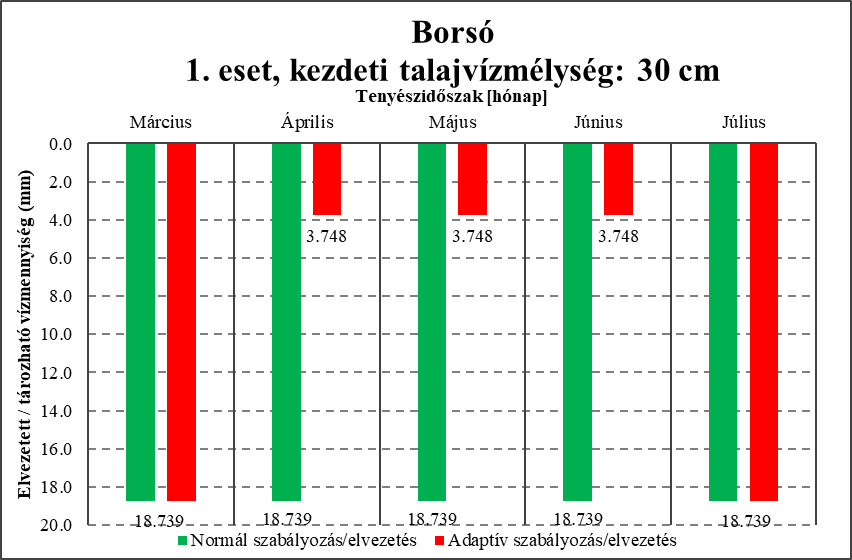 Borsó
1. eset, kezdeti talajvízmélység: 30 cm
Tenyészidőszak [hónap]
Március Április Május Június Július
Elvezetett / tározható vízmennyiség (mm)
0.0
2.0
4.0
3.748 3.748 3.748
6.0
8.0
10.0
12.0
14.0
16.0
18.0
20.0
18.739 18.739 18.739 18.739 18.739
Normál szabályozás/elvezetés Adaptív szabályozás/elvezetés